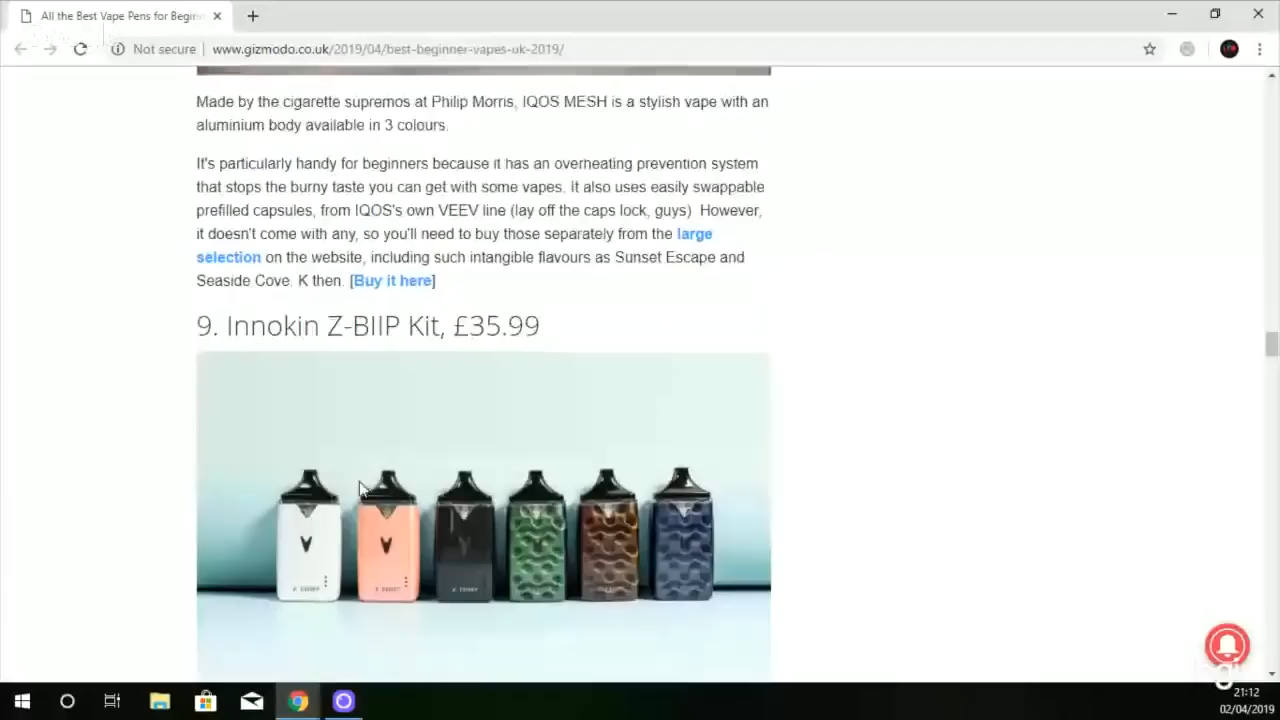 All the Best Vape Pens for Beginn
Not secure
www.gizmodo.co.uk/2019/04/best-beginner-vapes-uk-2019/
Made by the cigarette supremos at Philip Morris, IQOS MESH is a stylish vape with an
aluminium body available in 3 colours.
It's particularly handy for beginners because it has an overheating prevention system
that stops the burny taste you can get with some vapes. It also uses easily swappable
prefilled capsules, from IQOS's own VEEV line (lay off the caps lock, guys) However,
it doesn't come with any, so you'll need to buy those separately from the large
selection on the website, including such intangible flavours as Sunset Escape and
Seaside Cove. K then. [Buy it here]
9. Innokin Z-BIIP Kit, £35.99
21:12
02/04/2019